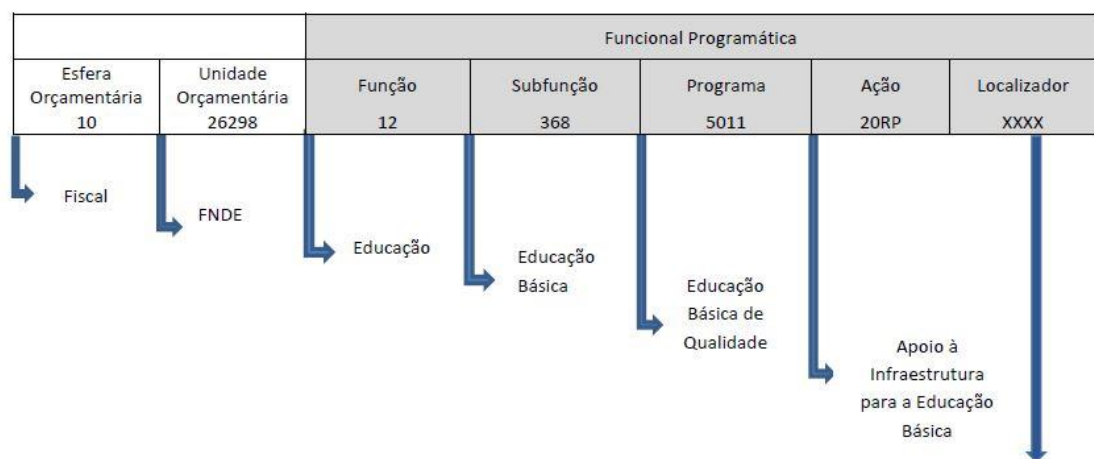 Funcional Programática
Esfera
Orçamentária
10
Unidade
Orçamentária
26298
Função
12
Subfunção
368
Programa
5011
Ação
20RP
Localizador
XXXX
Fiscal
FNDE
Educação
Educação
Básica
Educação
Básica de
Qualidade
Apoio à
Infraestrutura
para a Educação
Básica